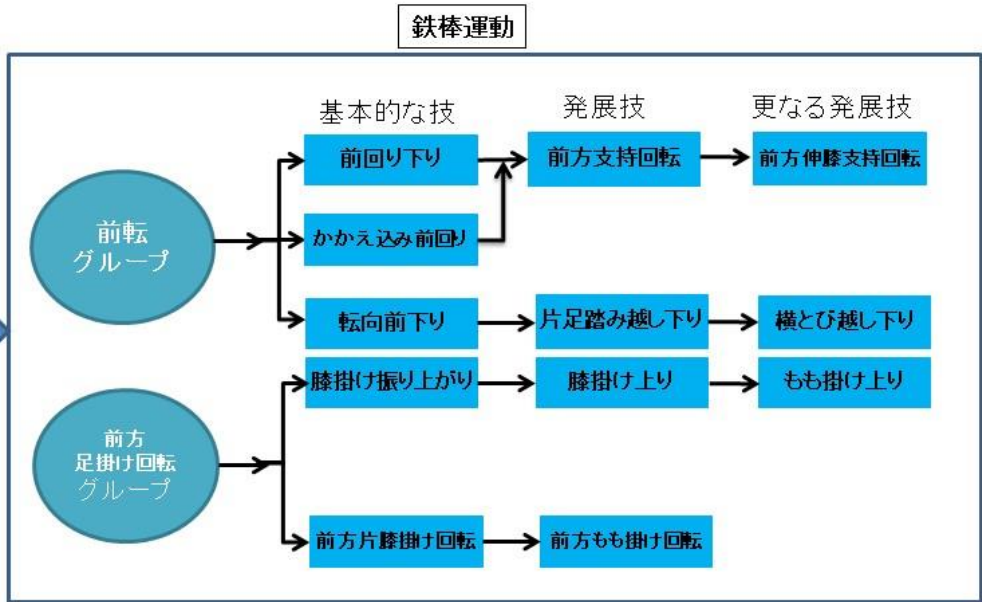 鉄棒運動
基本的な技
発展技
更なる発展技
前転
グループ
前回り下り
前方支持回転
前方伸膝支持回転
かかえ込み前回り
転向前下り
片足踏み越し下り
横とび越し下り
前方
足掛け回転
グループ
膝掛け振り上がり
膝掛け上り
もも掛け上り
前方片膝掛け回転
前方もも掛け回転